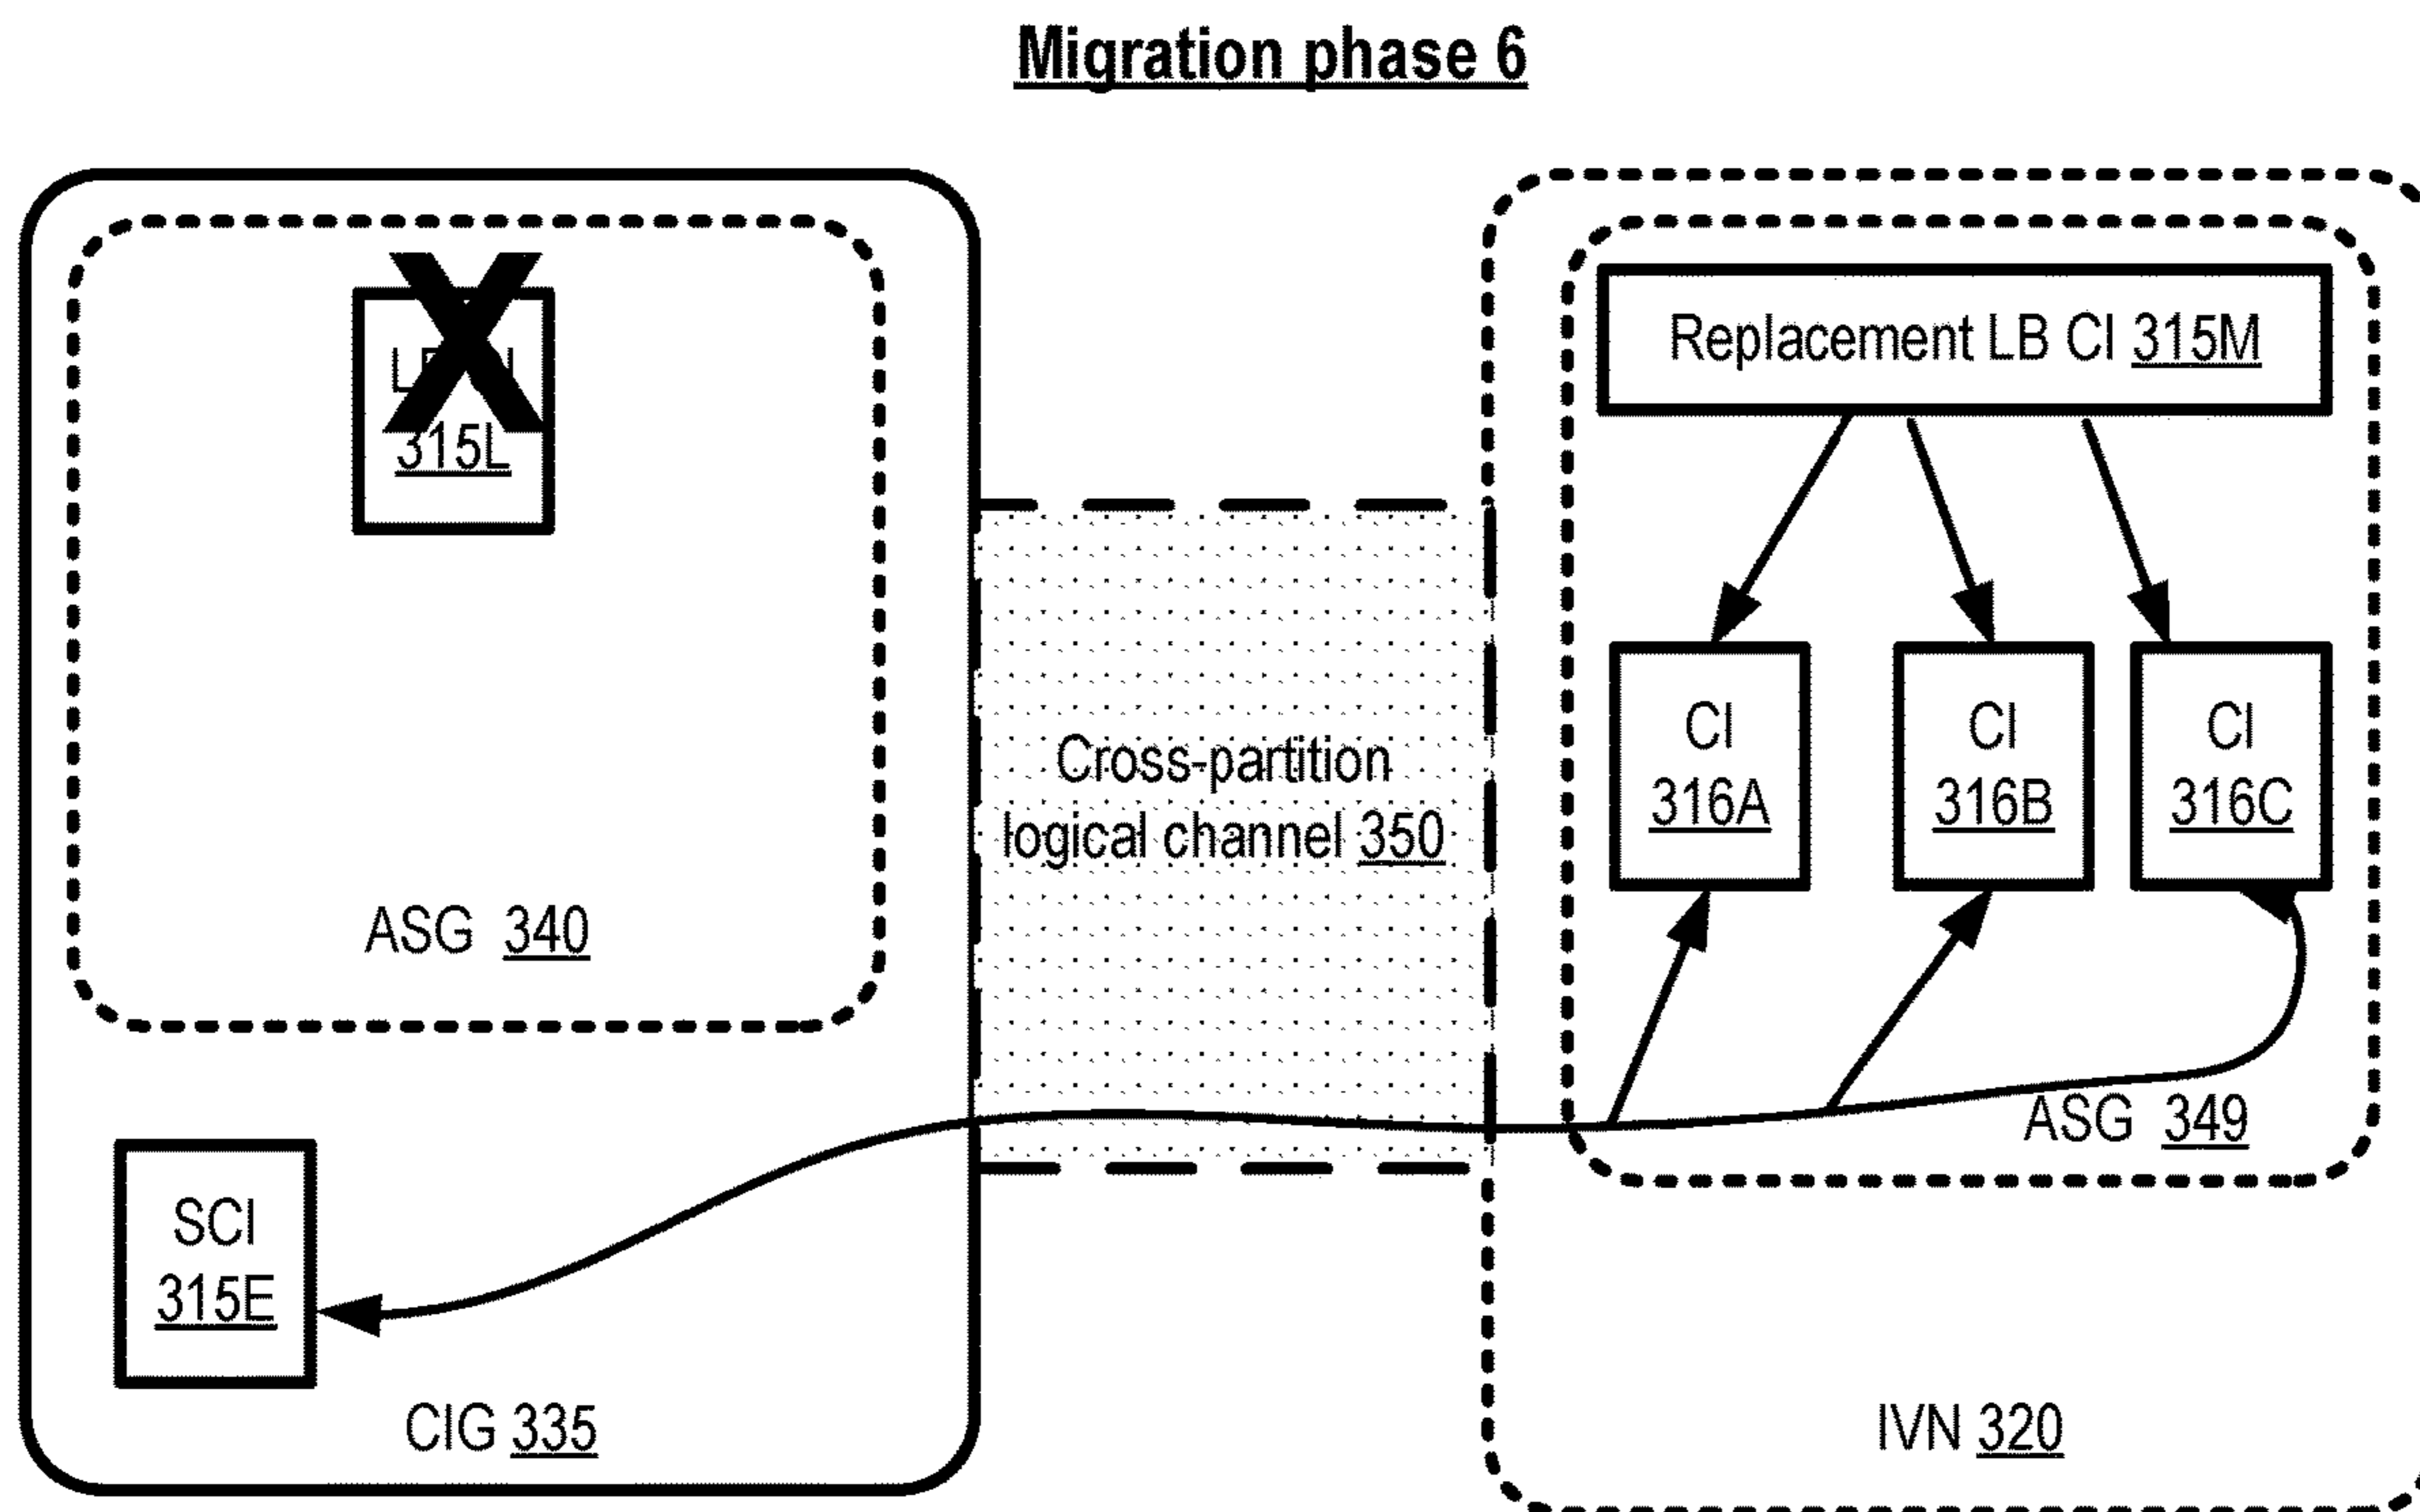 Migration phase 6
315L
ASG 340
SCI
315E
CIG 335
Cross-partition
logical channel 350
Replacement LB CI 315M
CI
316A
CI
316B
CI
316C
ASG 349
IVN 320